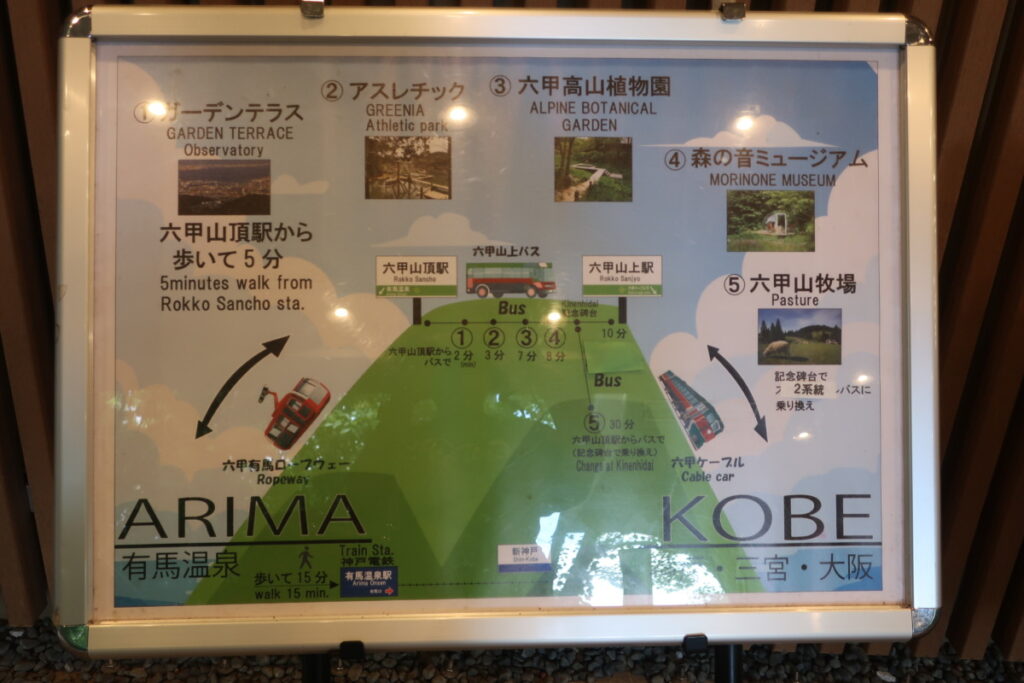 ② アスレチック
GREENIA
Athletic park
③ 六甲高山植物園
ALPINE BOTANICAL
GARDEN
① ガーデンテラス
GARDEN TERRACE
Observatory
④ 森の音ミュージアム
MORINONE MUSEUM
六甲山頂駅から
歩いて5分
5minutes walk from
Rokko Sancho sta.
六甲山上バス
六甲山頂駅
Rokko Sancho
有馬温泉
六甲山上駅
Rokko Sanjyo
⑤ 六甲山牧場
Pasture
Bus
Kinenhidai
記念碑台
① ② ③ ④ 10分
2分 3分 7分 8分
(min)
六甲山頂駅から
バスで
Bus
⑤ 30分
六甲山頂駅からバスで
(記念碑台で乗り換え)
Change at Kinenhidai
記念碑台で
2系統 バスに
乗り換え
六甲有馬ロープウェー
Ropeway
六甲ケーブル
Cable car
ARIMA
有馬温泉
KOBE
・三宮・大阪
歩いて15分
walk 15 min.
Train Sta.
神戸電鉄
有馬温泉駅
Arima Onsen
新神戸
Shin-Kobe